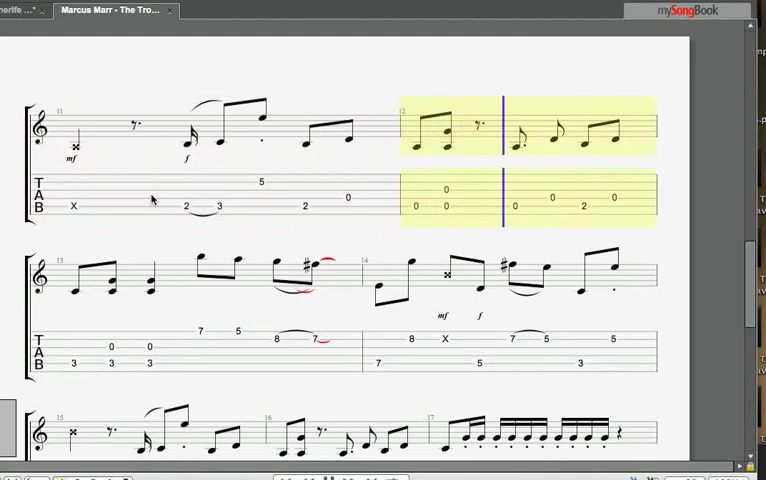 nerife ..." × Marcus Marr - The Tro... ×
mySongBook
11 12
mf f
T
A
B
X 2 3 5 2 0 0 0 0 0 0 2 0
13 14
mf f
T
A
B
3 0 3 0 3 7 5 8 7 7 8 X 5 7 5 3 5
15 16 17